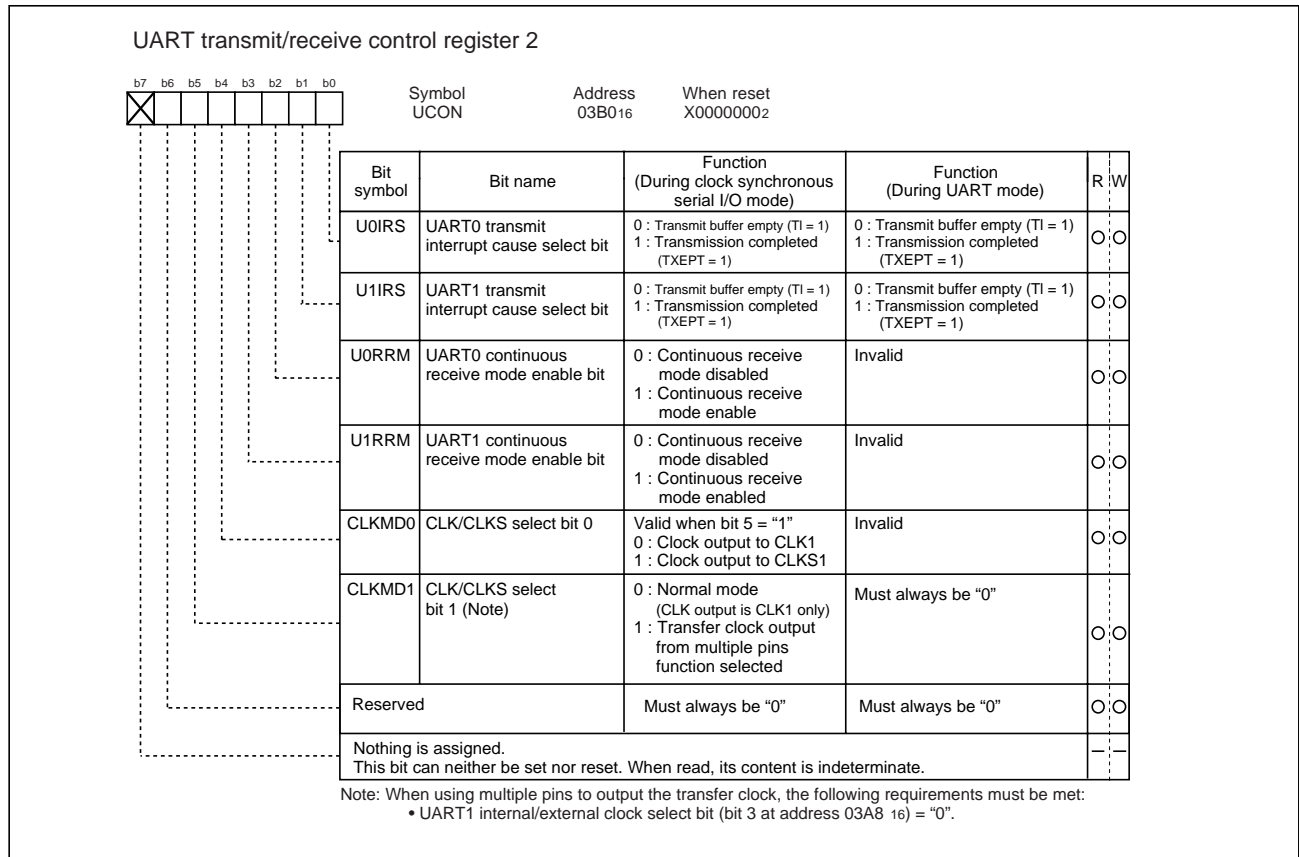 UART transmit/receive control register 2
b7 b6 b5 b4 b3 b2 b1 b0
Symbol Address When reset
UCON 03B016 X00000002
Bit symbol Bit name Function (During clock synchronous serial I/O mode) Function (During UART mode) R W
U0IRS UART0 transmit interrupt cause select bit
0 : Transmit buffer empty (TI = 1)
1 : Transmission completed
(TXEPT = 1)
0 : Transmit buffer empty (TI = 1)
1 : Transmission completed
(TXEPT = 1)
U1IRS UART1 transmit interrupt cause select bit
0 : Transmit buffer empty (TI = 1)
1 : Transmission completed
(TXEPT = 1)
0 : Transmit buffer empty (TI = 1)
1 : Transmission completed
(TXEPT = 1)
U0RRM UART0 continuous receive mode enable bit
0 : Continuous receive
mode disabled
1 : Continuous receive
mode enable
Invalid
U1RRM UART1 continuous receive mode enable bit
0 : Continuous receive
mode disabled
1 : Continuous receive
mode enabled
Invalid
CLKMD0 CLK/CLKS select bit 0
Valid when bit 5 = “1”
0 : Clock output to CLK1
1 : Clock output to CLKS1
Invalid
CLKMD1 CLK/CLKS select bit 1 (Note)
0 : Normal mode
(CLK output is CLK1 only)
1 : Transfer clock output
from multiple pins
function selected
Must always be “0”
Reserved Must always be “0” Must always be “0”
Nothing is assigned.
This bit can neither be set nor reset. When read, its content is indeterminate.
Note: When using multiple pins to output the transfer clock, the following requirements must be met:
• UART1 internal/external clock select bit (bit 3 at address 03A8 16) = “0”.